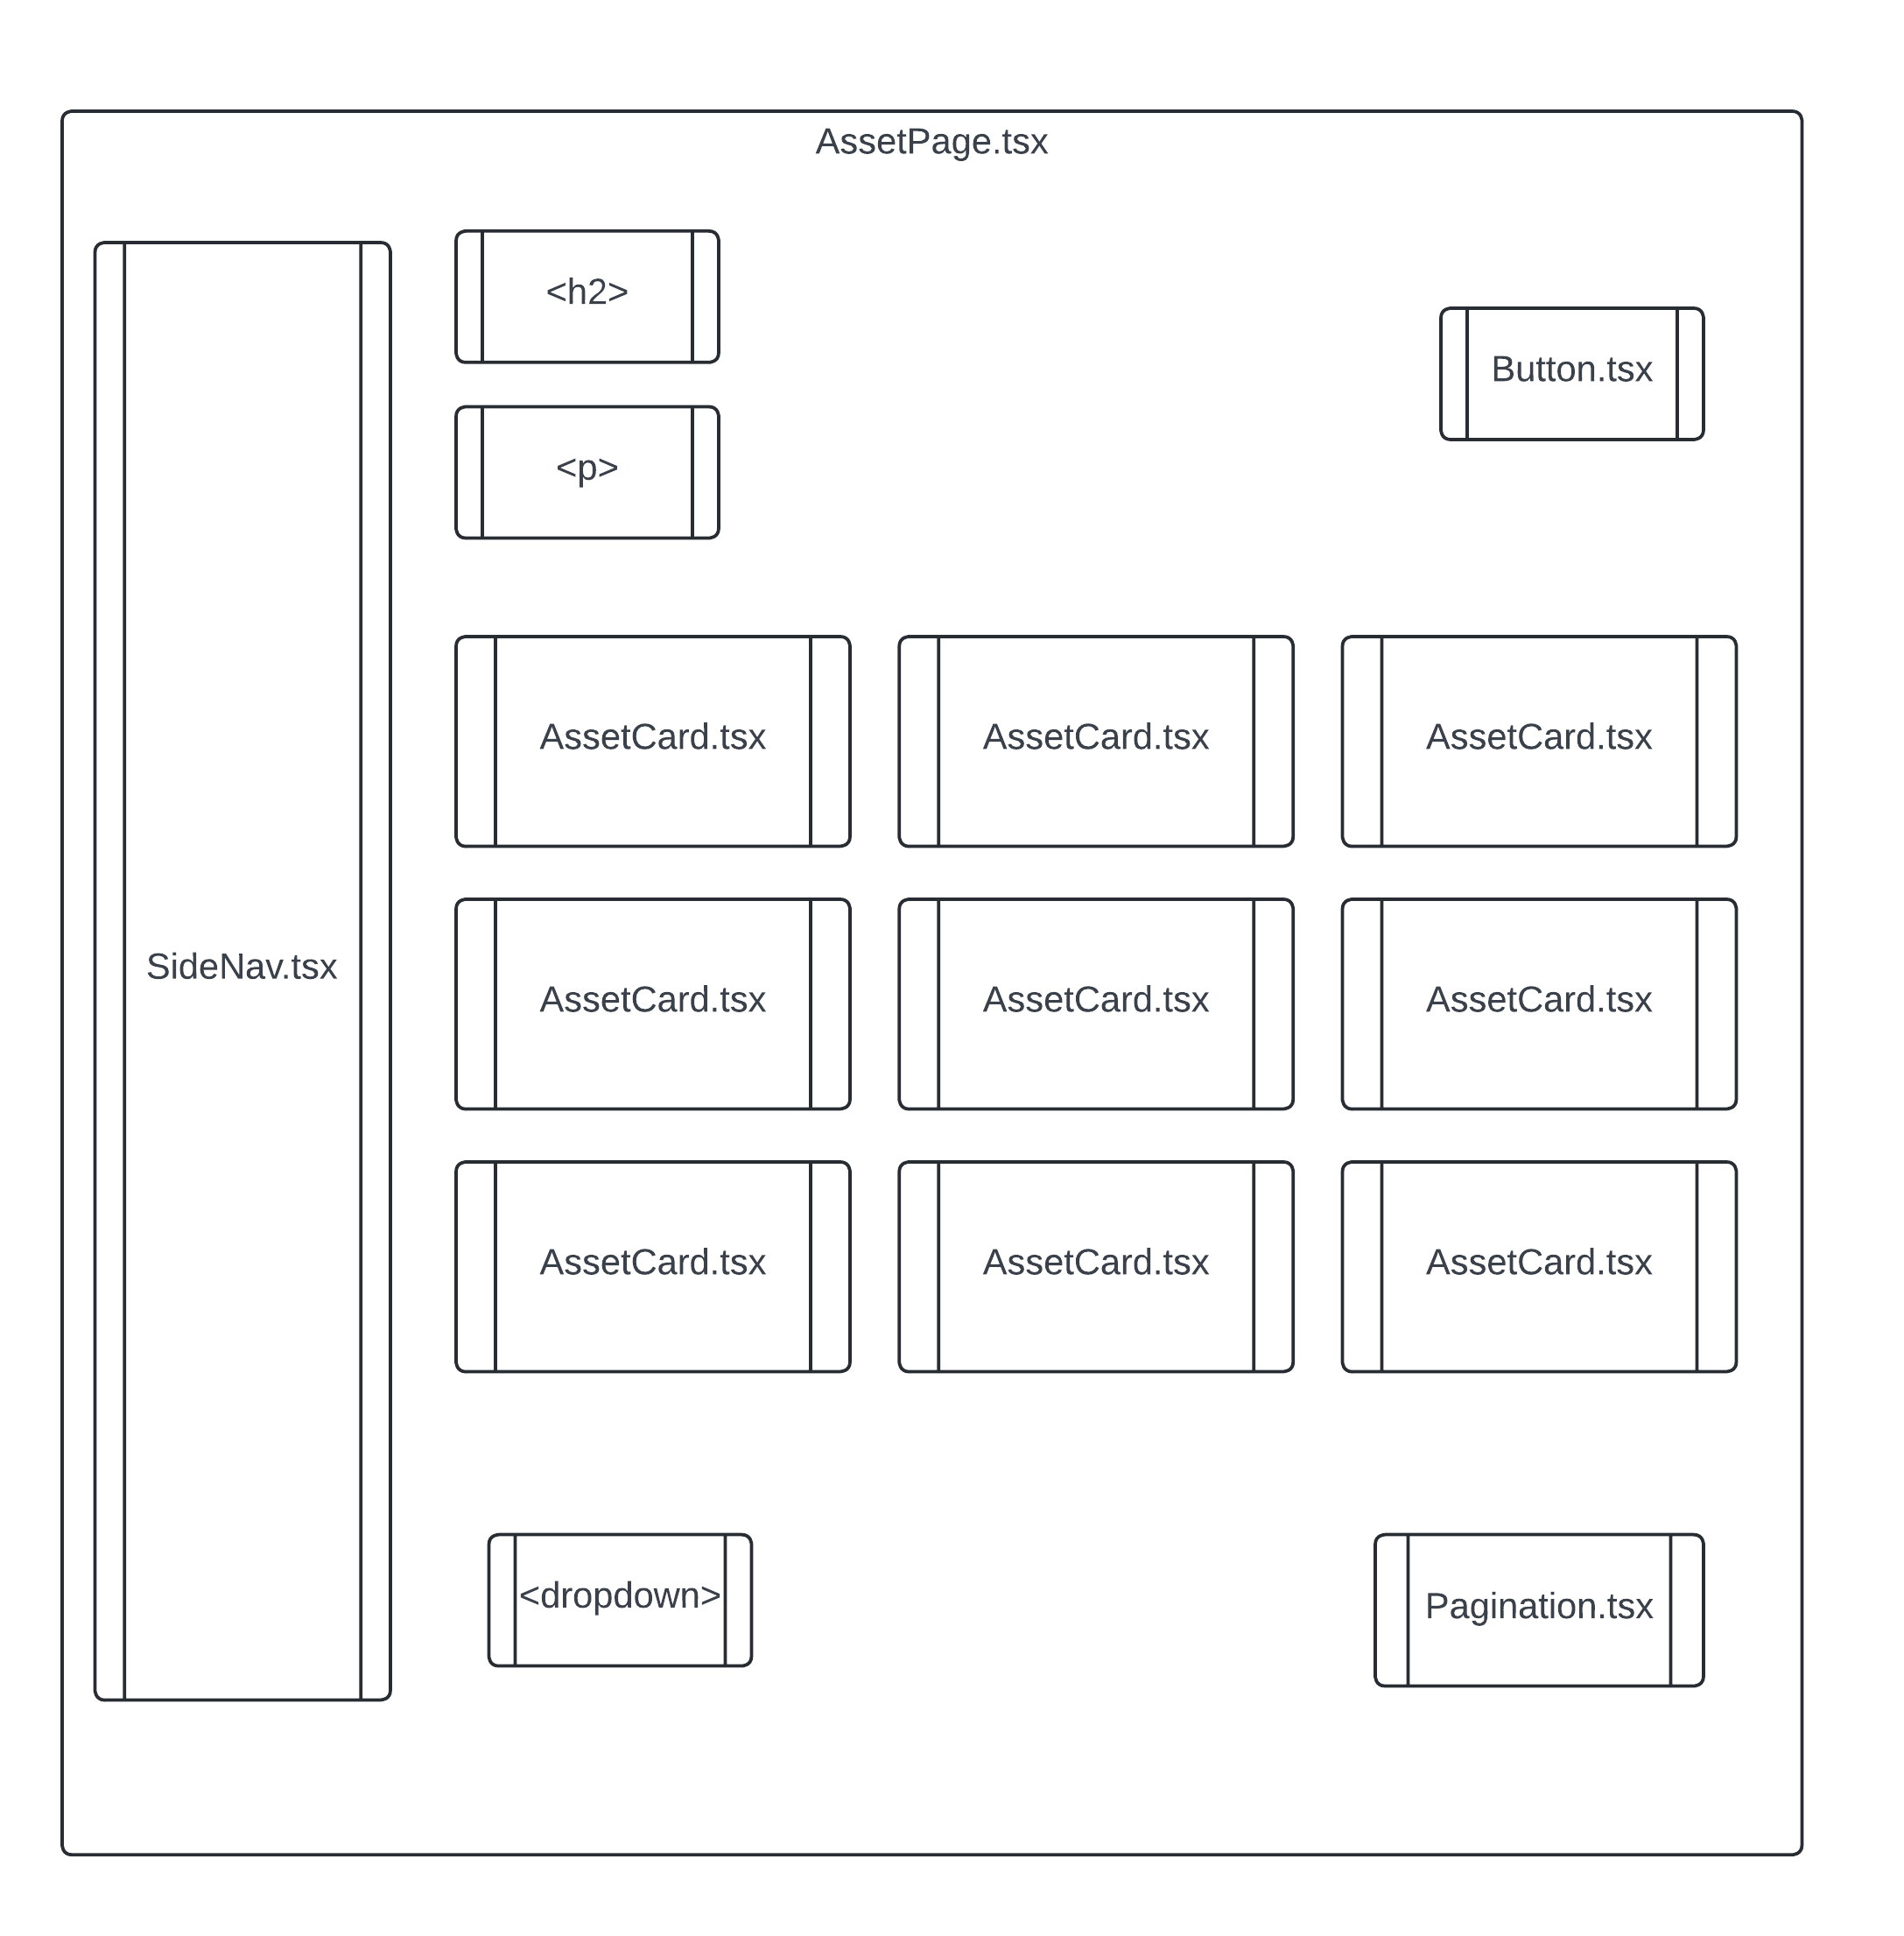 AssetPage.tsx
SideNav.tsx
<h2>
Button.tsx
<p>
AssetCard.tsx
AssetCard.tsx
AssetCard.tsx
AssetCard.tsx
AssetCard.tsx
AssetCard.tsx
AssetCard.tsx
AssetCard.tsx
AssetCard.tsx
<dropdown>
Pagination.tsx